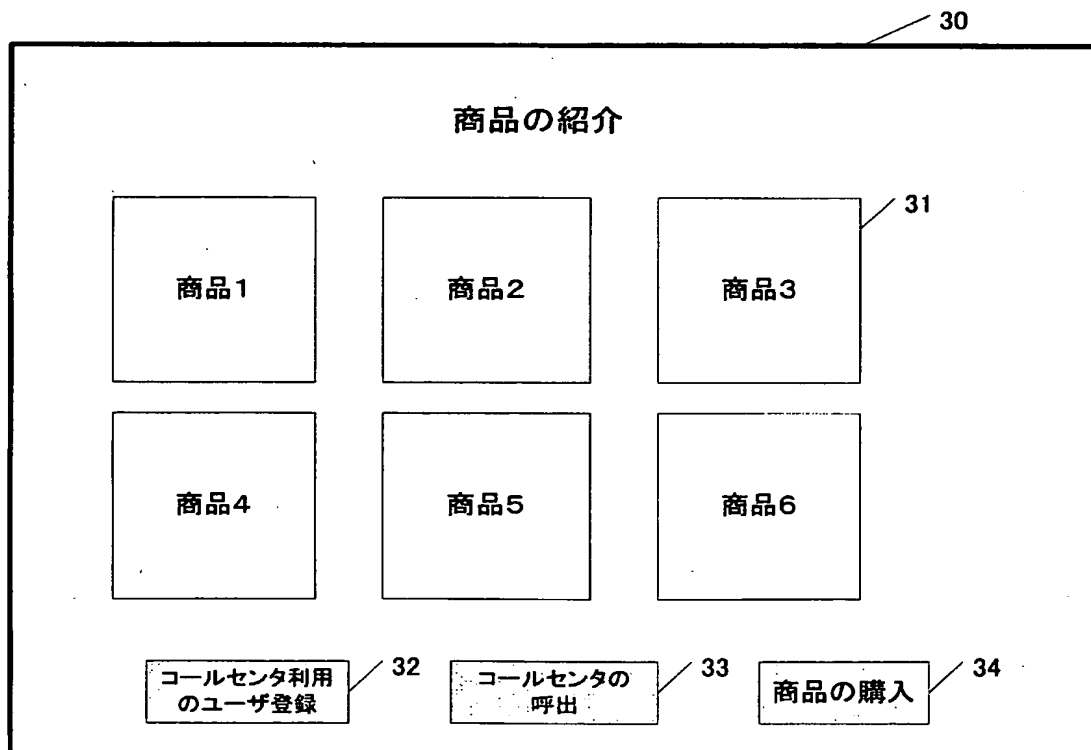 30
商品の紹介
31
商品1
商品2
商品3
商品4
商品5
商品6
コールセンタ利用
のユーザ登録
32
コールセンタの
呼出
33
商品の購入
34